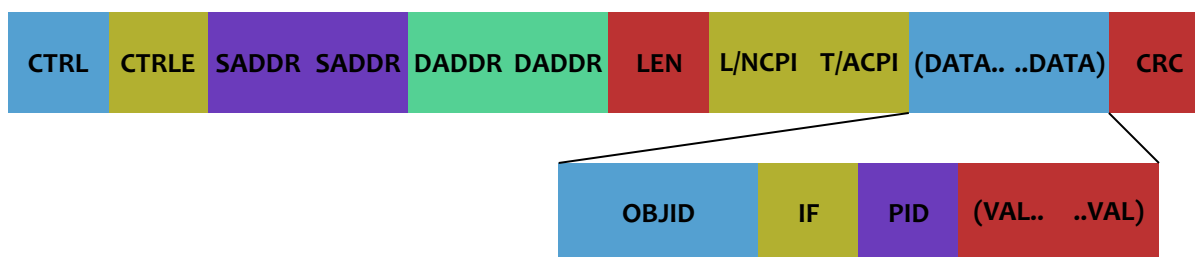 CTRL CTRLE SADDR SADDR DADDR DADDR LEN L/NCPI T/ACPI (DATA.. ..DATA) CRC
OBJID IF PID (VAL.. ..VAL)